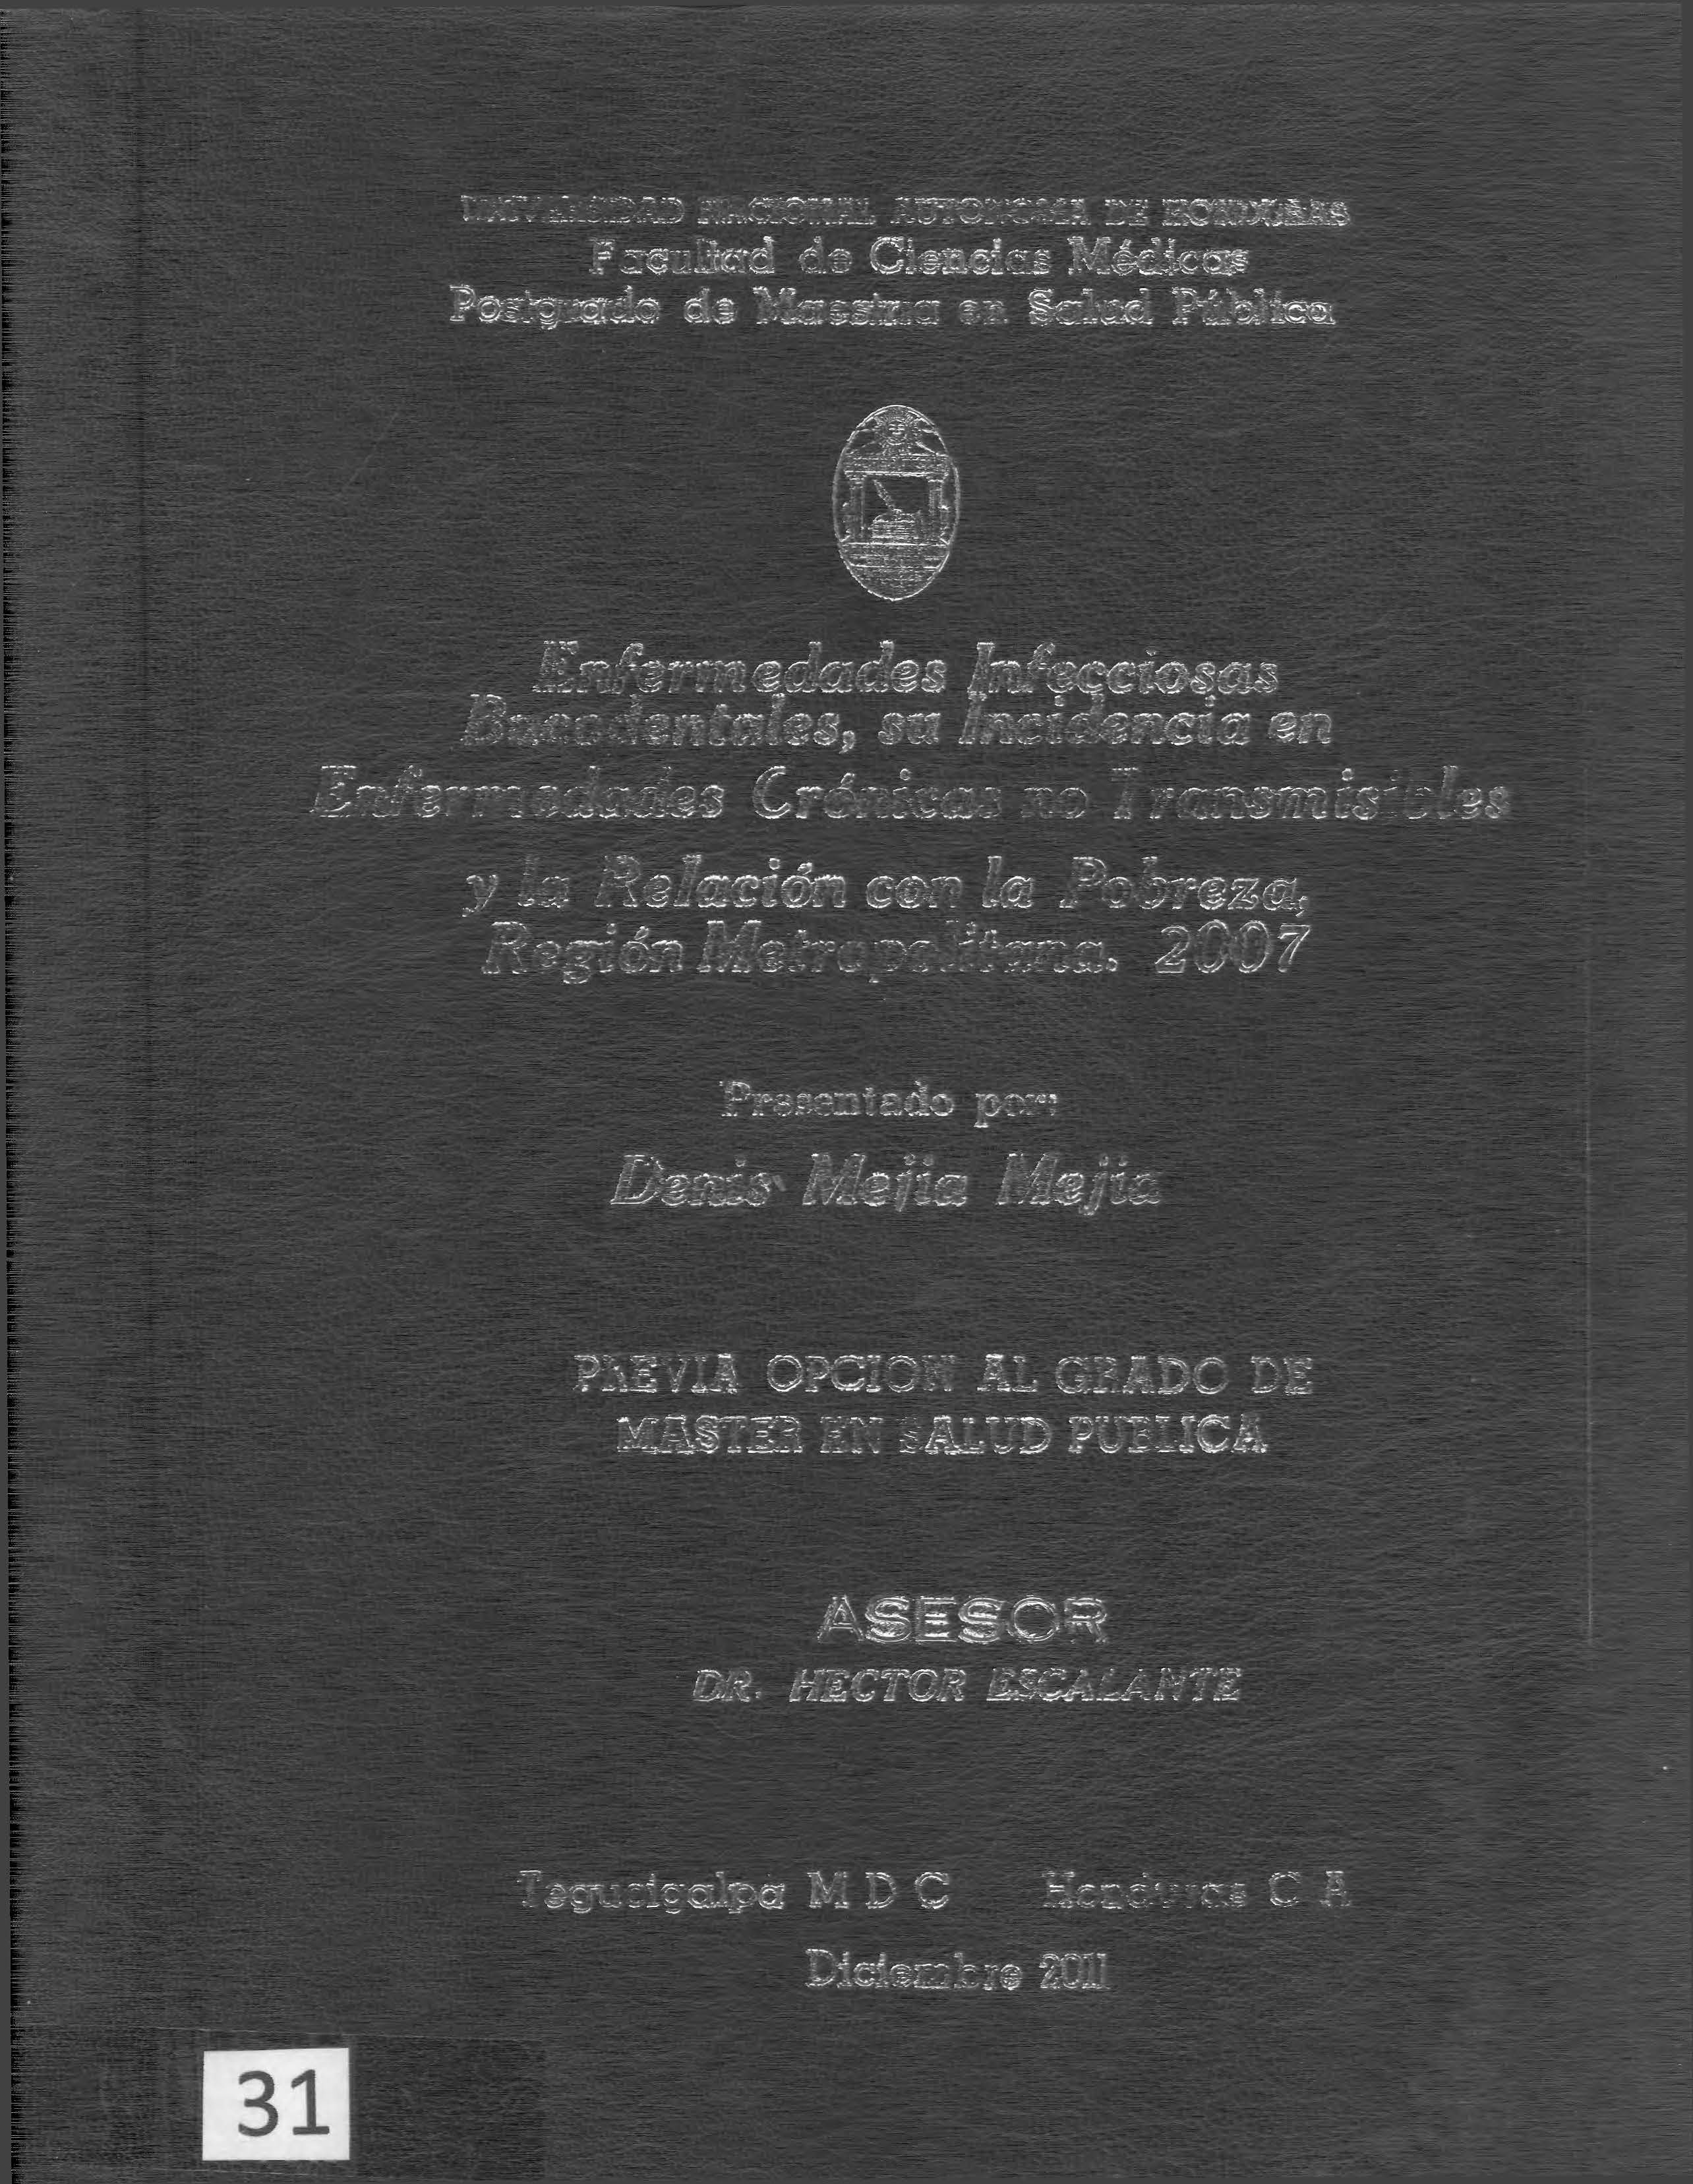 UNIVERSIDAD NACIONAL AUTONOMA DE HONDURAS
Facultad de Ciencias Médicas
Postgrado de Maestria en Salud Pública
Enfermedades Infecciosas
Bucodentales, su Incidencia en
Enfermedades Crónicas no Transmisibles
y la Relación con la Pobreza,
Región Metropolitana. 2007
Presentado por:
Denis Mejia Mejia
PREVIA OPCION AL GRADO DE
MASTER EN SALUD PUBLICA
ASESOR
DR. HECTOR ESCALANTE
Tegucigalpa M D C Honduras C A
Diciembre 2011
31